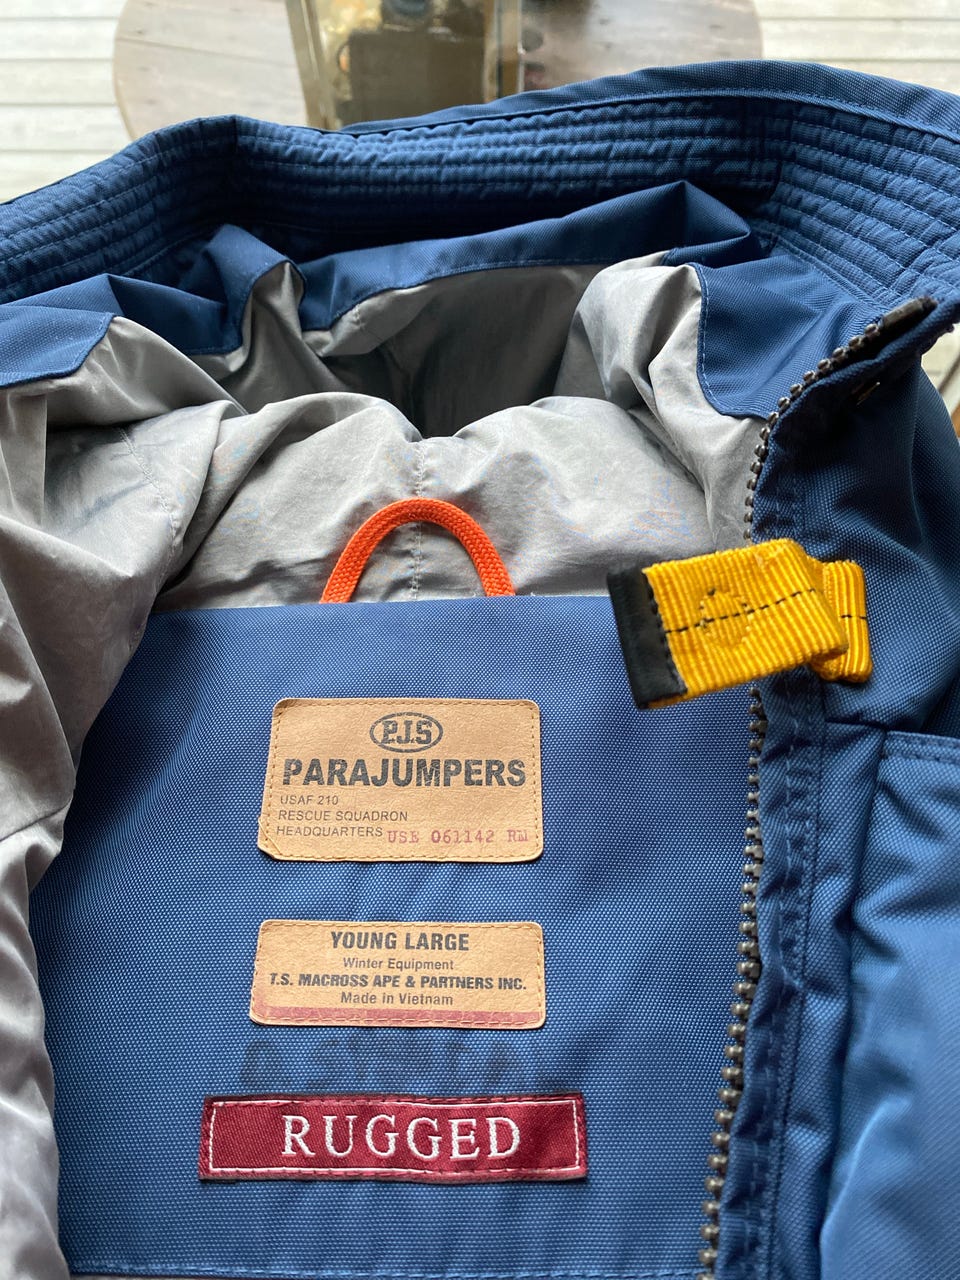 P.J.S
PARAJUMPERS
USAF 210
RESCUE SQUADRON
HEADQUARTERS USE 061142 RM
YOUNG LARGE
Winter Equipment
T.S. MACROSS APE & PARTNERS INC.
Made in Vietnam
RUGGED